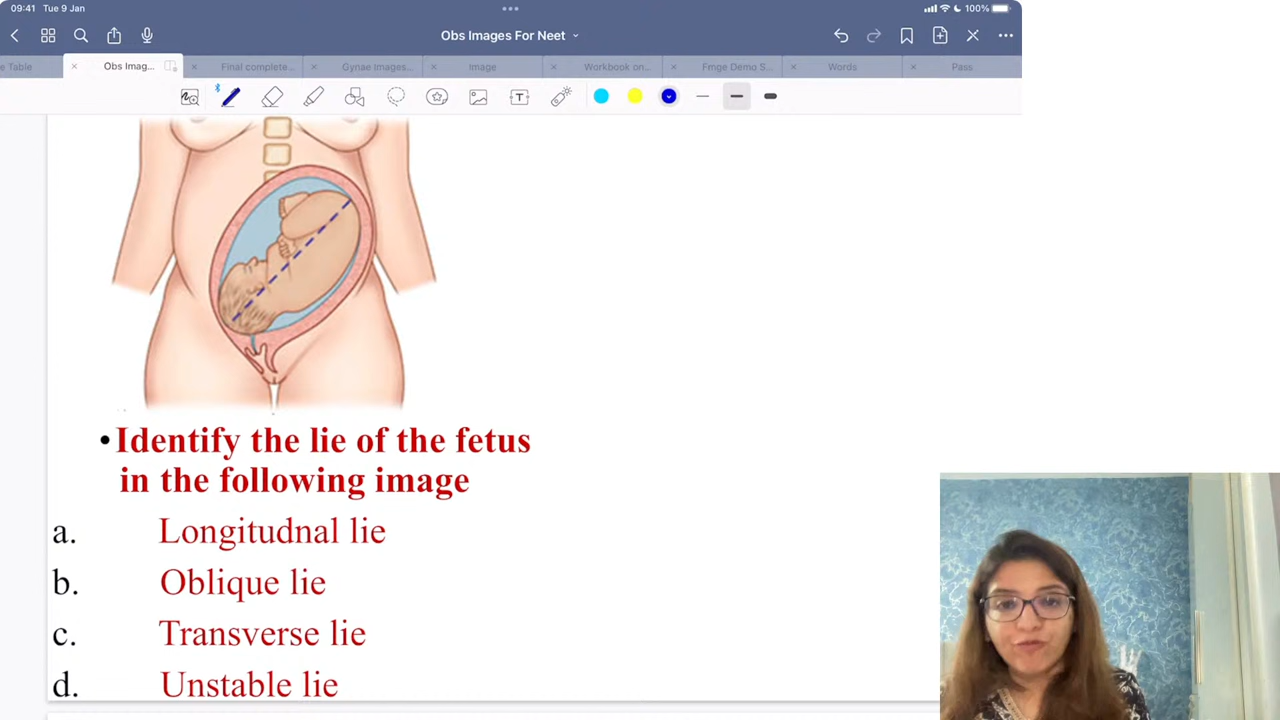 09:41 Tue 9 Jan
100%
Obs Images For Neet
e Table
Obs Imag...
Final complete...
Gynae Images...
Image
Workbook on...
Fmge Demo S...
Words
Pass
T
•Identify the lie of the fetus
in the following image
a. Longitudnal lie
b. Oblique lie
c. Transverse lie
d. Unstable lie